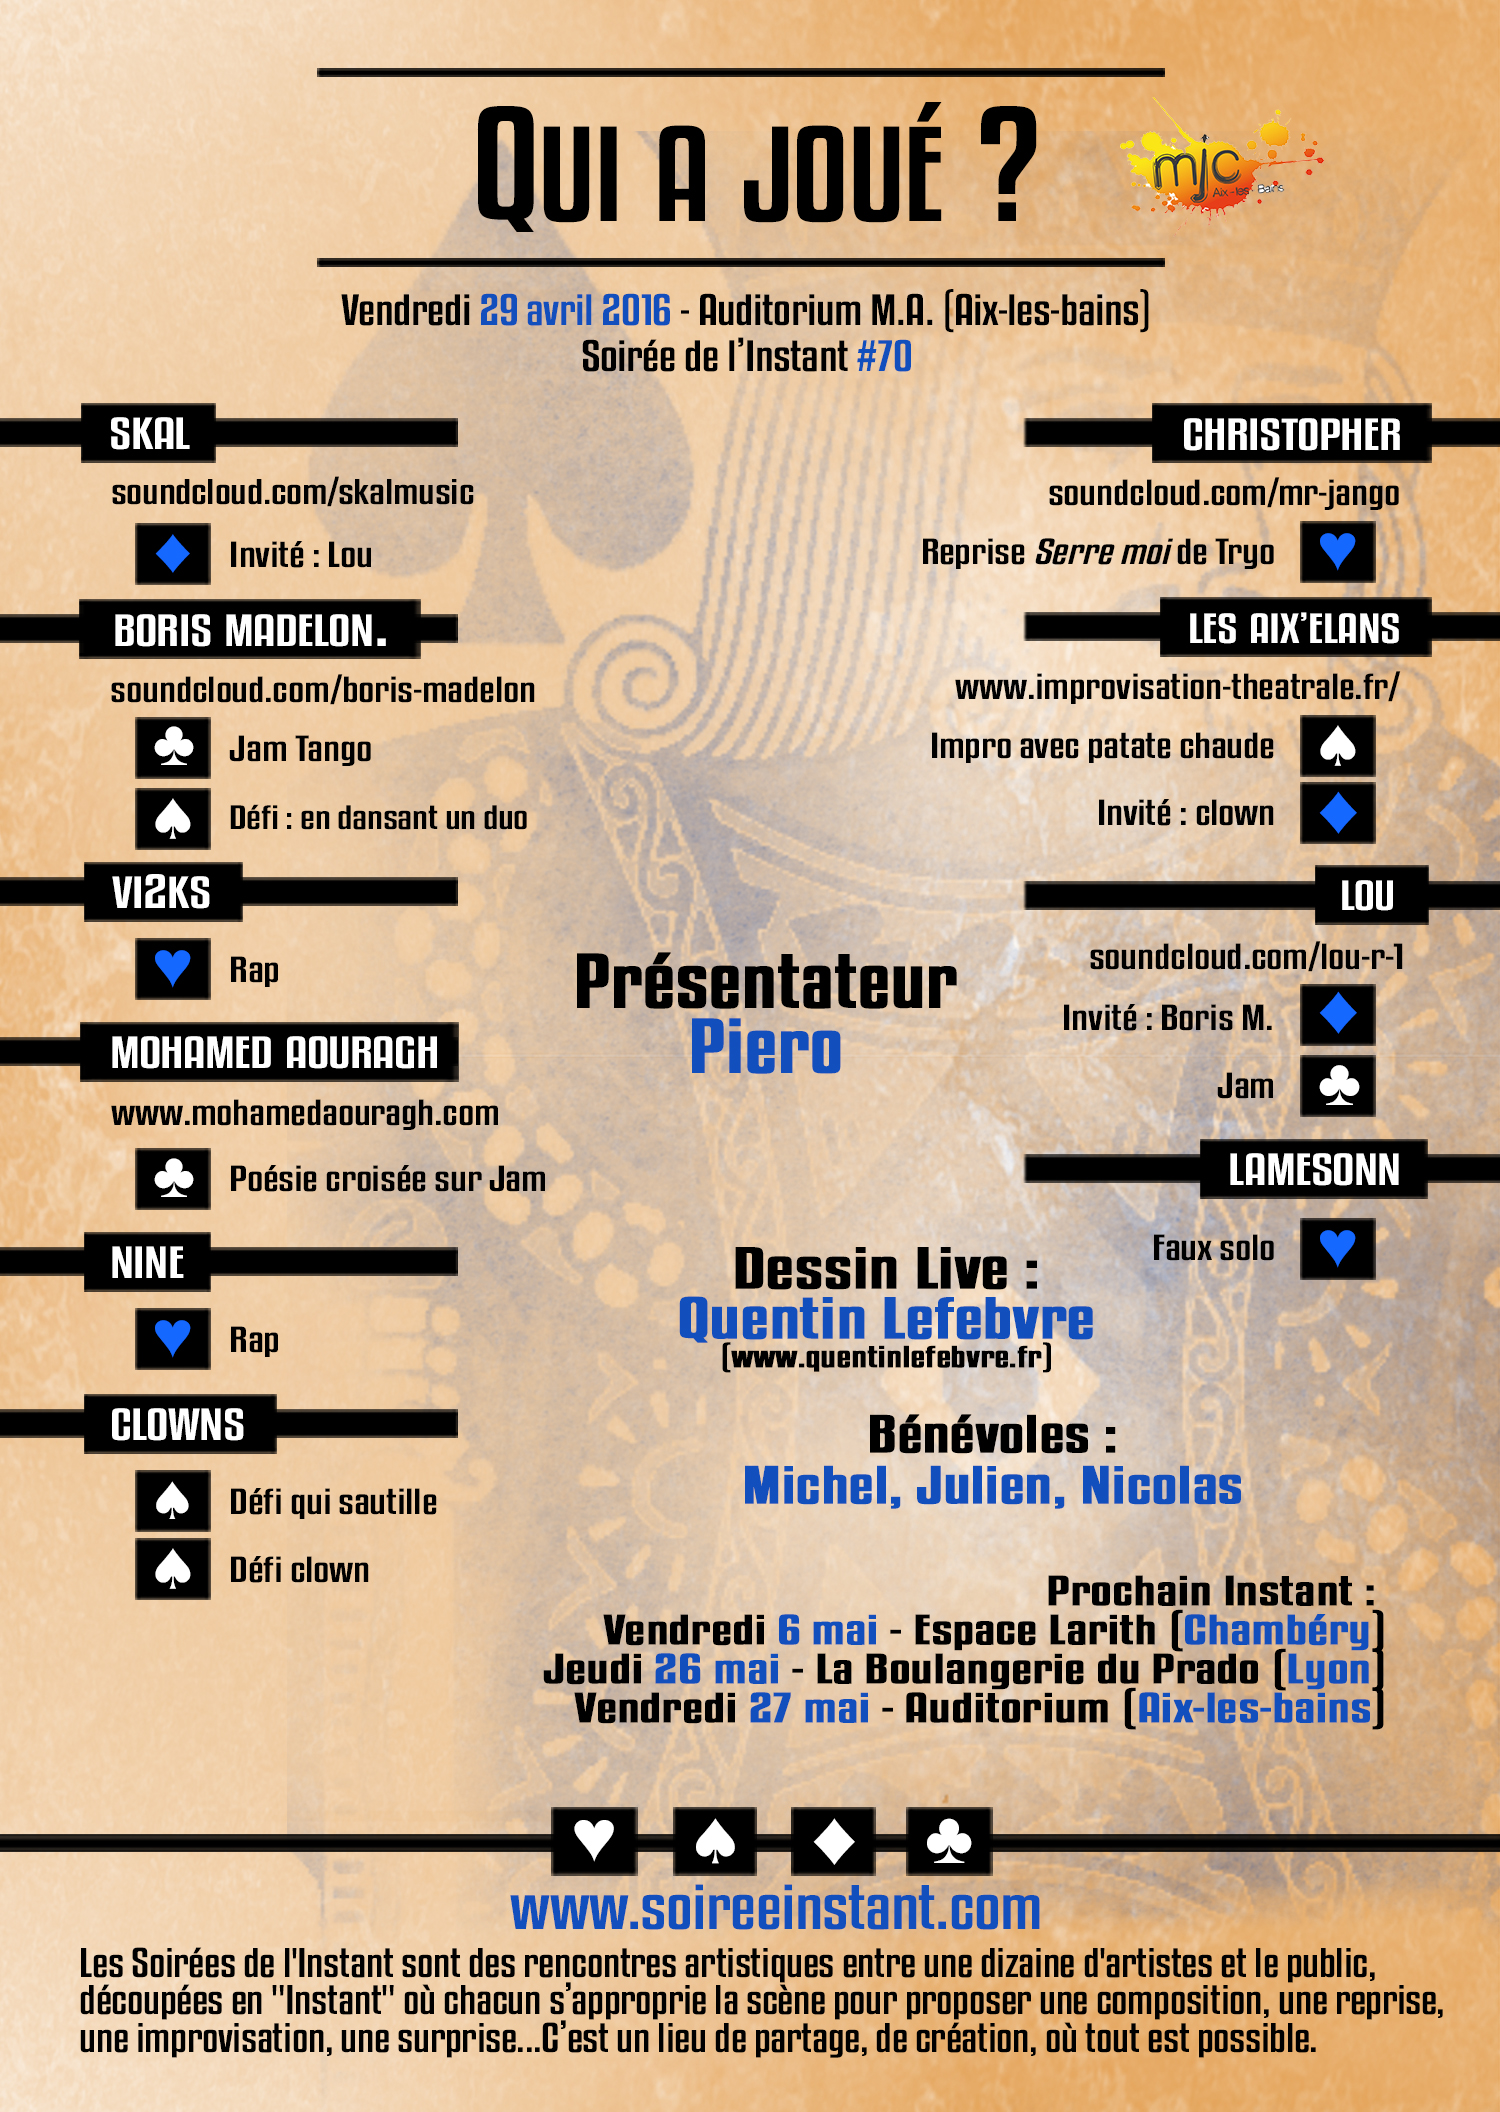 Qui a joué ?
mjc
Aix-les-Bains
Vendredi 29 avril 2016 - Auditorium M.A. (Aix-les-bains)
Soirée de l'Instant #70
SKAL
soundcloud.com/skalmusic
Invité : Lou
BORIS MADELON.
soundcloud.com/boris-madelon
Jam Tango
Défi : en dansant un duo
VI2KS
Rap
MOHAMED AOURAGH
www.mohamedaouragh.com
Poésie croisée sur Jam
NINE
Rap
CLOWNS
Défi qui sautille
Défi clown
CHRISTOPHER
soundcloud.com/mr-jango
Reprise Serre moi de Tryo
LES AIX'ELANS
www.improvisation-theatrale.fr/
Impro avec patate chaude
Invité : clown
LOU
soundcloud.com/lou-r-1
Invité : Boris M.
Jam
LAMESONN
Faux solo
Présentateur
Piero
Dessin Live :
Quentin Lefebvre
(www.quentinlefebvre.fr)
Bénévoles :
Michel, Julien, Nicolas
Prochain Instant :
Vendredi 6 mai - Espace Larith (Chambéry)
Jeudi 26 mai - La Boulangerie du Prado (Lyon)
Vendredi 27 mai - Auditorium (Aix-les-bains)
www.soireeinstant.com
Les Soirées de l'Instant sont des rencontres artistiques entre une dizaine d'artistes et le public,
découpées en "Instant" où chacun s'approprie la scène pour proposer une composition, une reprise,
une improvisation, une surprise...C'est un lieu de partage, de création, où tout est possible.